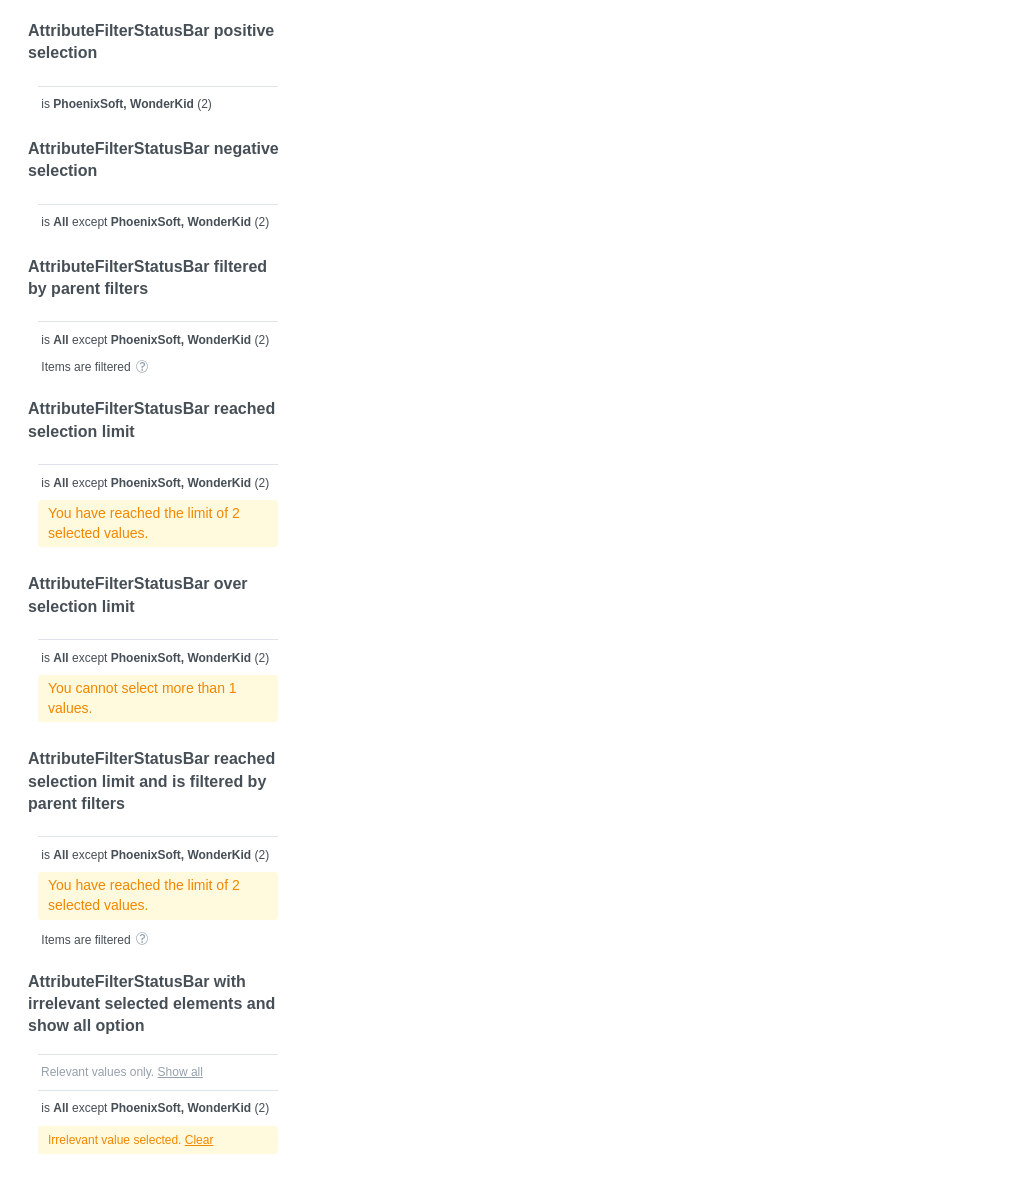 AttributeFilterStatusBar positive
selection
is PhoenixSoft, WonderKid (2)
AttributeFilterStatusBar negative
selection
is All except PhoenixSoft, WonderKid (2)
AttributeFilterStatusBar filtered
by parent filters
is All except PhoenixSoft, WonderKid (2)
Items are filtered ?
AttributeFilterStatusBar reached
selection limit
is All except PhoenixSoft, WonderKid (2)
You have reached the limit of 2
selected values.
AttributeFilterStatusBar over
selection limit
is All except PhoenixSoft, WonderKid (2)
You cannot select more than 1
values.
AttributeFilterStatusBar reached
selection limit and is filtered by
parent filters
is All except PhoenixSoft, WonderKid (2)
You have reached the limit of 2
selected values.
Items are filtered ?
AttributeFilterStatusBar with
irrelevant selected elements and
show all option
Relevant values only. Show all
is All except PhoenixSoft, WonderKid (2)
Irrelevant value selected. Clear